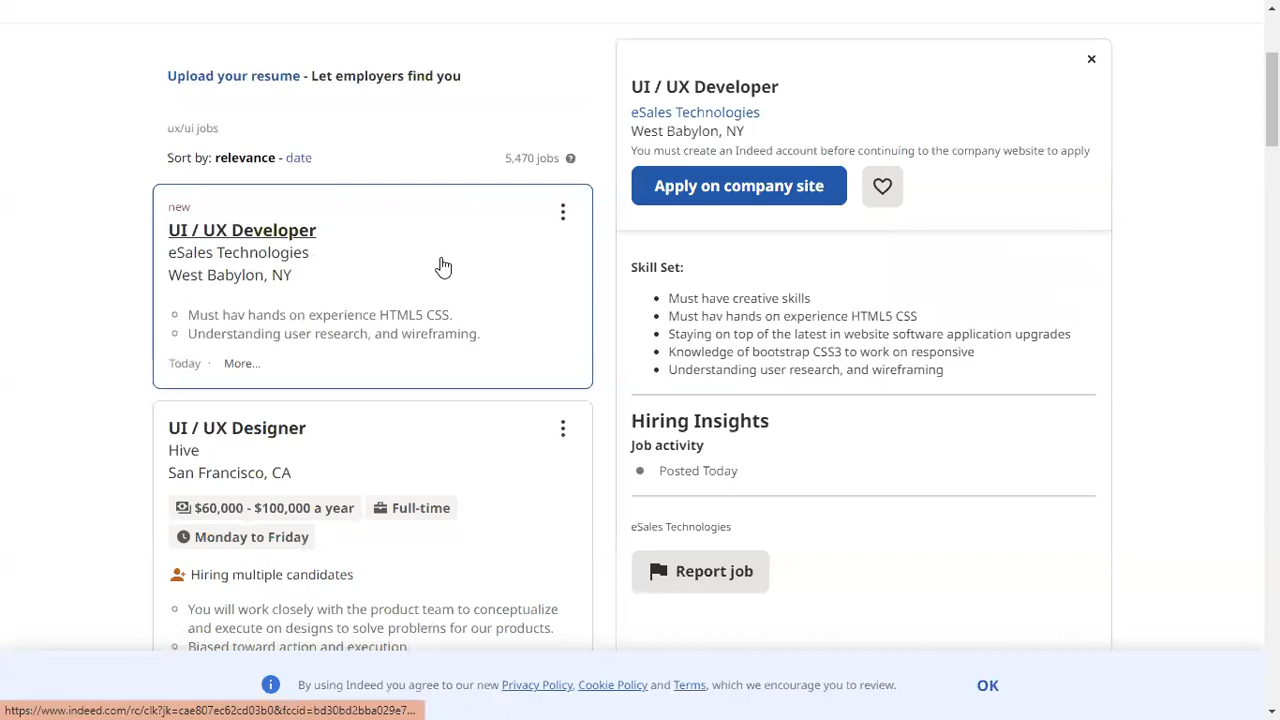 Upload your resume - Let employers find you
ux/ui jobs
Sort by: relevance - date
5,470 jobs
new
UI / UX Developer
eSales Technologies
West Babylon, NY
Must hav hands on experience HTML5 CSS.
Understanding user research, and wireframing.
Today · More...
UI / UX Designer
Hive
San Francisco, CA
$60,000 - $100,000 a year
Full-time
Monday to Friday
Hiring multiple candidates
You will work closely with the product team to conceptualize
and execute on designs to solve problems for our products.
Biased toward action and execution.
UI / UX Developer
eSales Technologies
West Babylon, NY
You must create an Indeed account before continuing to the company website to apply
Apply on company site
Skill Set:
Must have creative skills
Must hav hands on experience HTML5 CSS
Staying on top of the latest in website software application upgrades
Knowledge of bootstrap CSS3 to work on responsive
Understanding user research, and wireframing
Hiring Insights
Job activity
Posted Today
eSales Technologies
Report job
By using Indeed you agree to our new Privacy Policy, Cookie Policy and Terms, which we encourage you to review.
OK
https://www.indeed.com/rc/clk?jk=cae807ec62cd03b0&fccid=bd30bd2bba029e7...